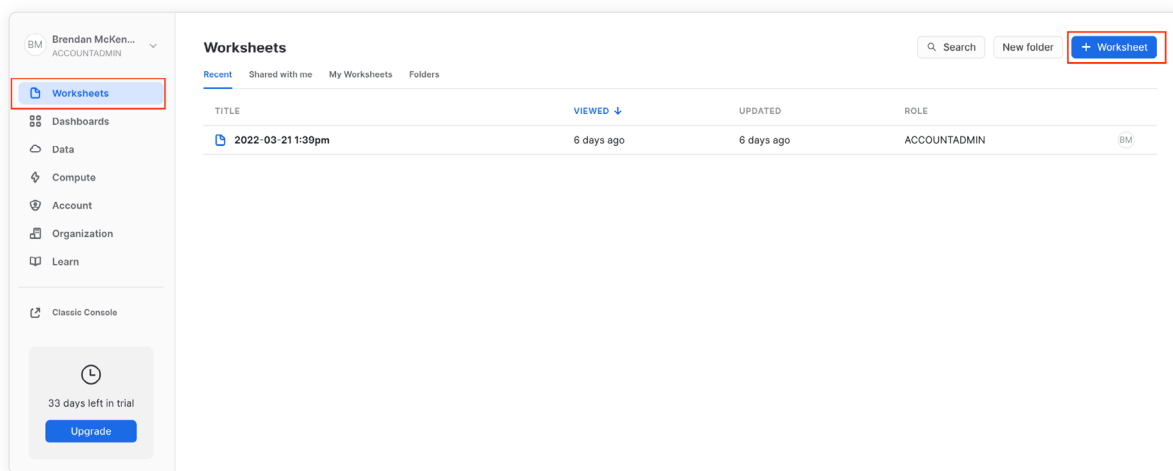 BM
Brendan McKen...
ACCOUNTADMIN
Worksheets
Dashboards
Data
Compute
Account
Organization
Learn
Classic Console
33 days left in trial
Upgrade
Worksheets
Search
New folder
+ Worksheet
Recent Shared with me My Worksheets Folders
TITLE VIEWED ↓ UPDATED ROLE
2022-03-21 1:39pm 6 days ago 6 days ago ACCOUNTADMIN BM